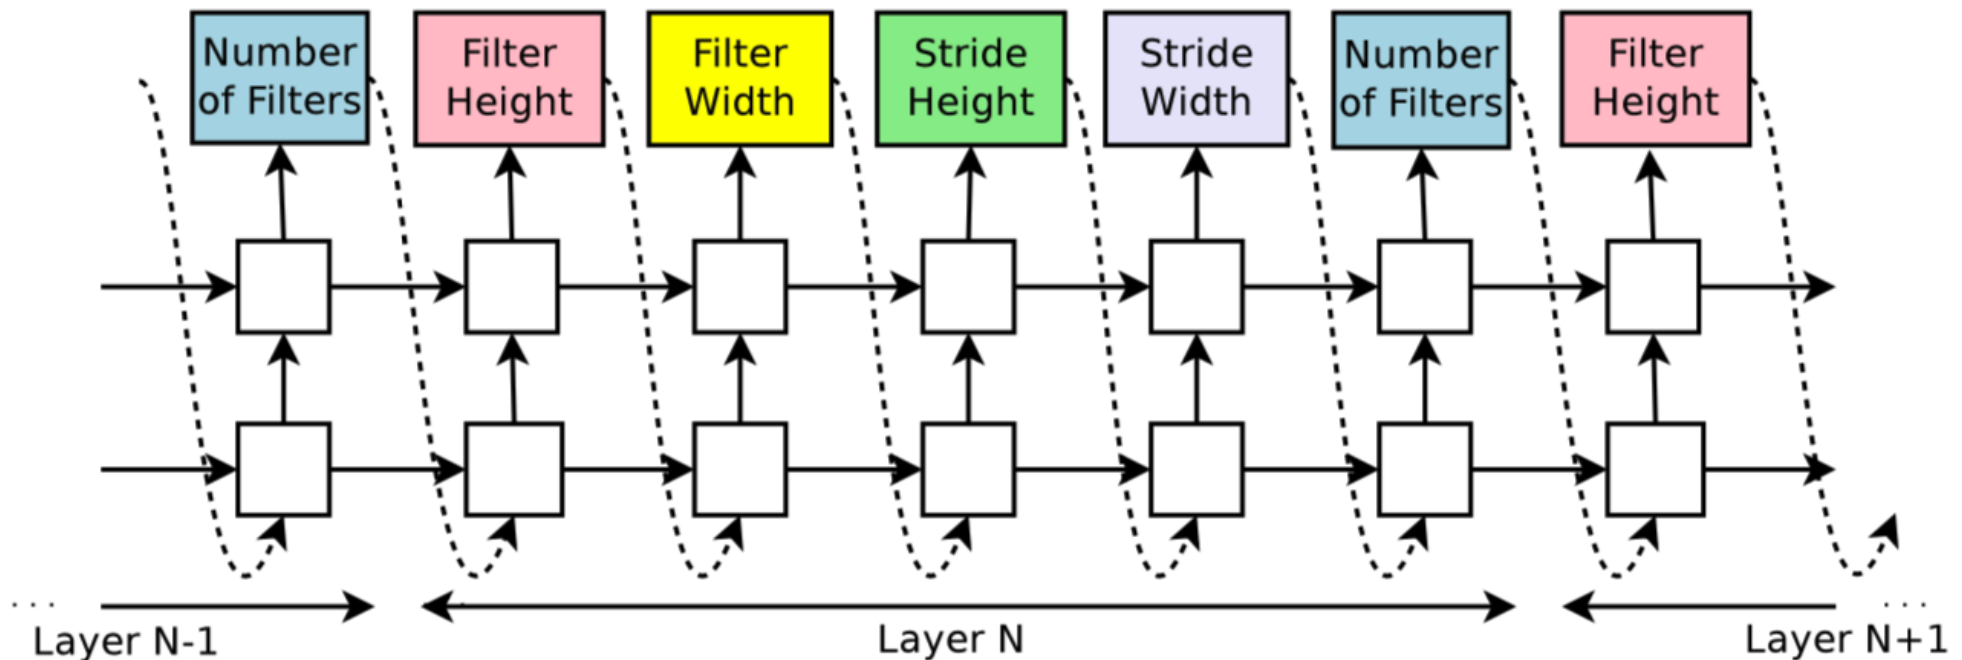 Number
of Filters
Filter
Height
Filter
Width
Stride
Height
Stride
Width
Number
of Filters
Filter
Height
. . .
Layer N-1
Layer N
. . .
Layer N+1